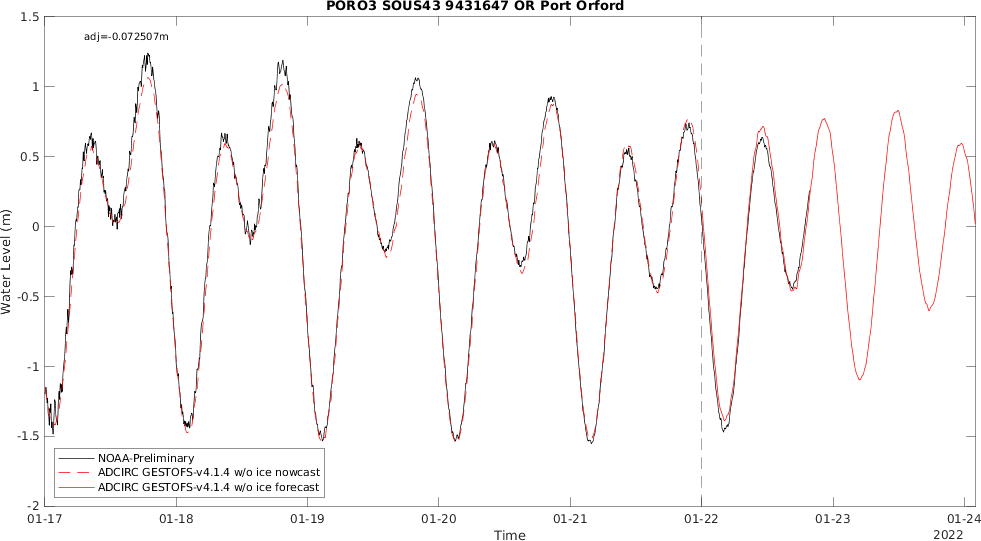 PORO3 SOUS43 9431647 OR Port Orford
adj=-0.072507m
1.5
1
0.5
0
-0.5
-1
-1.5
-2
Water Level (m)
NOAA-Preliminary
ADCIRC GESTOFS-v4.1.4 w/o ice nowcast
ADCIRC GESTOFS-v4.1.4 w/o ice forecast
01-17 01-18 01-19 01-20 01-21 01-22 01-23 01-24
Time
2022